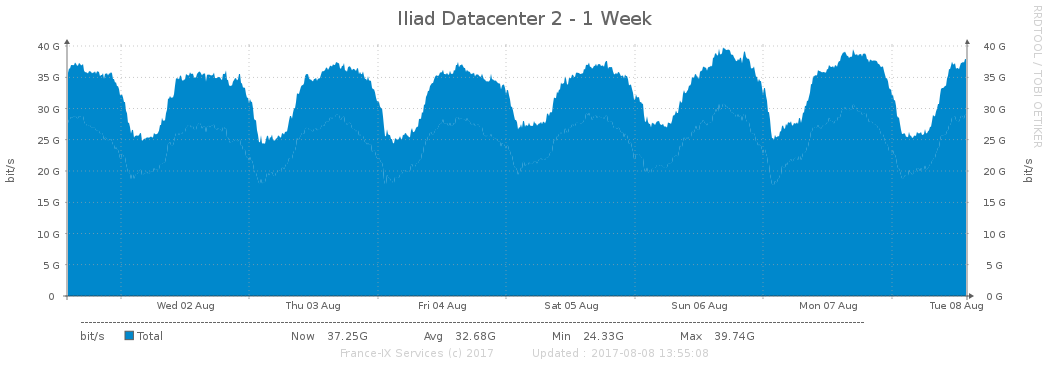 Iliad Datacenter 2 - 1 Week
RRDTOOL / TOBI OETIKER
40 G 40 G
35 G 35 G
30 G 30 G
25 G 25 G
20 G 20 G
15 G 15 G
10 G 10 G
5 G 5 G
0 0 G
bit/s bit/s
Wed 02 Aug Thu 03 Aug Fri 04 Aug Sat 05 Aug Sun 06 Aug Mon 07 Aug Tue 08 Aug
bit/s Total Now 37.25G Avg 32.68G Min 24.33G Max 39.74G
France-IX Services (c) 2017 Updated : 2017-08-08 13:55:08